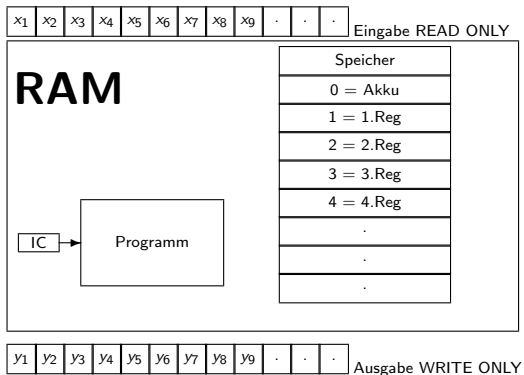 x1 x2 x3 x4 x5 x6 x7 x8 x9 . . . Eingabe READ ONLY
RAM
Speicher
0 = Akku
1 = 1.Reg
2 = 2.Reg
3 = 3.Reg
4 = 4.Reg
.
.
.
IC
Programm
y1 y2 y3 y4 y5 y6 y7 y8 y9 . . . Ausgabe WRITE ONLY